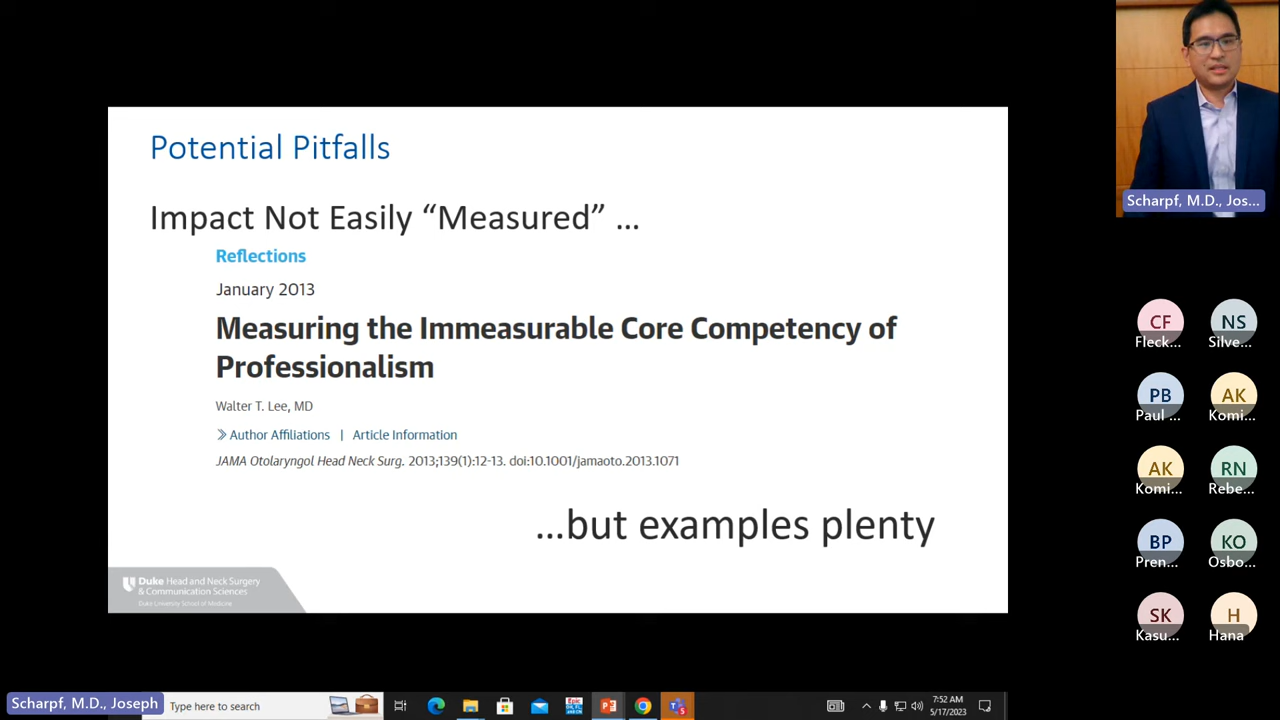 Potential Pitfalls
Impact Not Easily “Measured” ...
Reflections
January 2013
Measuring the Immeasurable Core Competency of
Professionalism
Walter T. Lee, MD
Author Affiliations | Article Information
JAMA Otolaryngol Head Neck Surg. 2013;139(1):12-13. doi:10.1001/jamaoto.2013.1071
...but examples plenty
Duke Head and Neck Surgery
& Communication Sciences
Duke University School of Medicine
Scharpf, M.D., Jos...
CF NS
Fleck... Silve...
PB AK
Paul ... Komi...
AK RN
Komi... Rebe...
BP KO
Pren... Osbo...
SK H
Kasu... Hana
Scharpf, M.D., Joseph
Type here to search
Epic
7:52 AM
5/17/2023